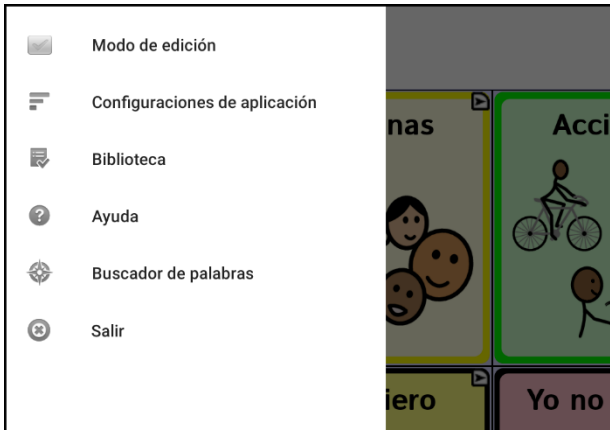 Modo de edición
Configuraciones de aplicación
Biblioteca
Ayuda
Buscador de palabras
Salir
nas
Acci
iero
Yo no